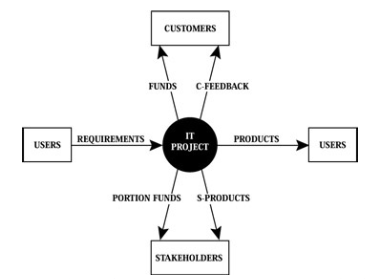 CUSTOMERS
FUNDS C-FEEDBACK
USERS REQUIREMENTS IT PROJECT PRODUCTS USERS
PORTION FUNDS S-PRODUCTS
STAKEHOLDERS